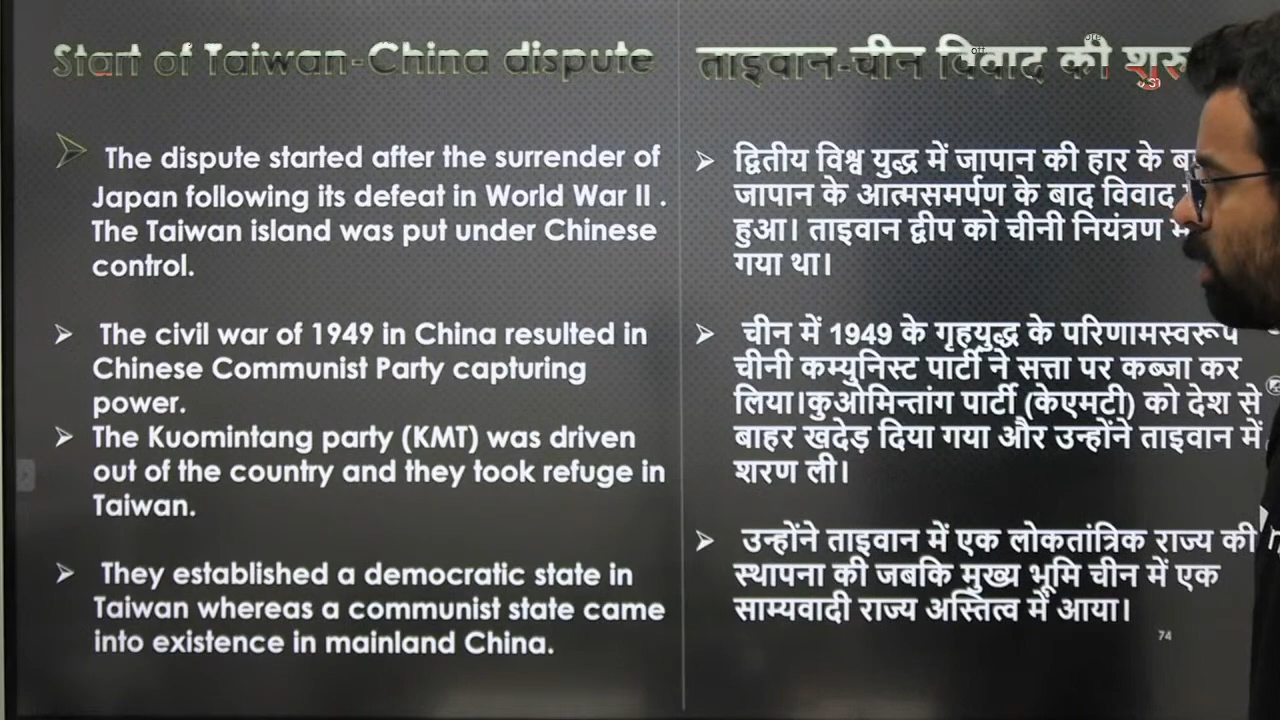 Start of Taiwan-China dispute
The dispute started after the surrender of
Japan following its defeat in World War II .
The Taiwan island was put under Chinese
control.
The civil war of 1949 in China resulted in
Chinese Communist Party capturing
power.
The Kuomintang party (KMT) was driven
out of the country and they took refuge in
Taiwan.
They established a democratic state in
Taiwan whereas a communist state came
into existence in mainland China.
ताइवान-चीन विवाद की
द्वितीय विश्व युद्ध में जापान की हार के
जापान के आत्मसमर्पण के बाद विवाद
हुआ। ताइवान द्वीप को चीनी नियंत्रण
गया था।
चीन में 1949 के गृहयुद्ध के परिणामस्वरूप
चीनी कम्युनिस्ट पार्टी ने सत्ता पर कब्जा कर
लिया।कुओमिन्तांग पार्टी (केएमटी) को देश से
बाहर खदेड़ दिया गया और उन्होंने ताइवान में
शरण ली।
उन्होंने ताइवान में एक लोकतांत्रिक राज्य की
स्थापना की जबकि मुख्य भूमि चीन में एक
साम्यवादी राज्य अस्तित्व में आया।
74